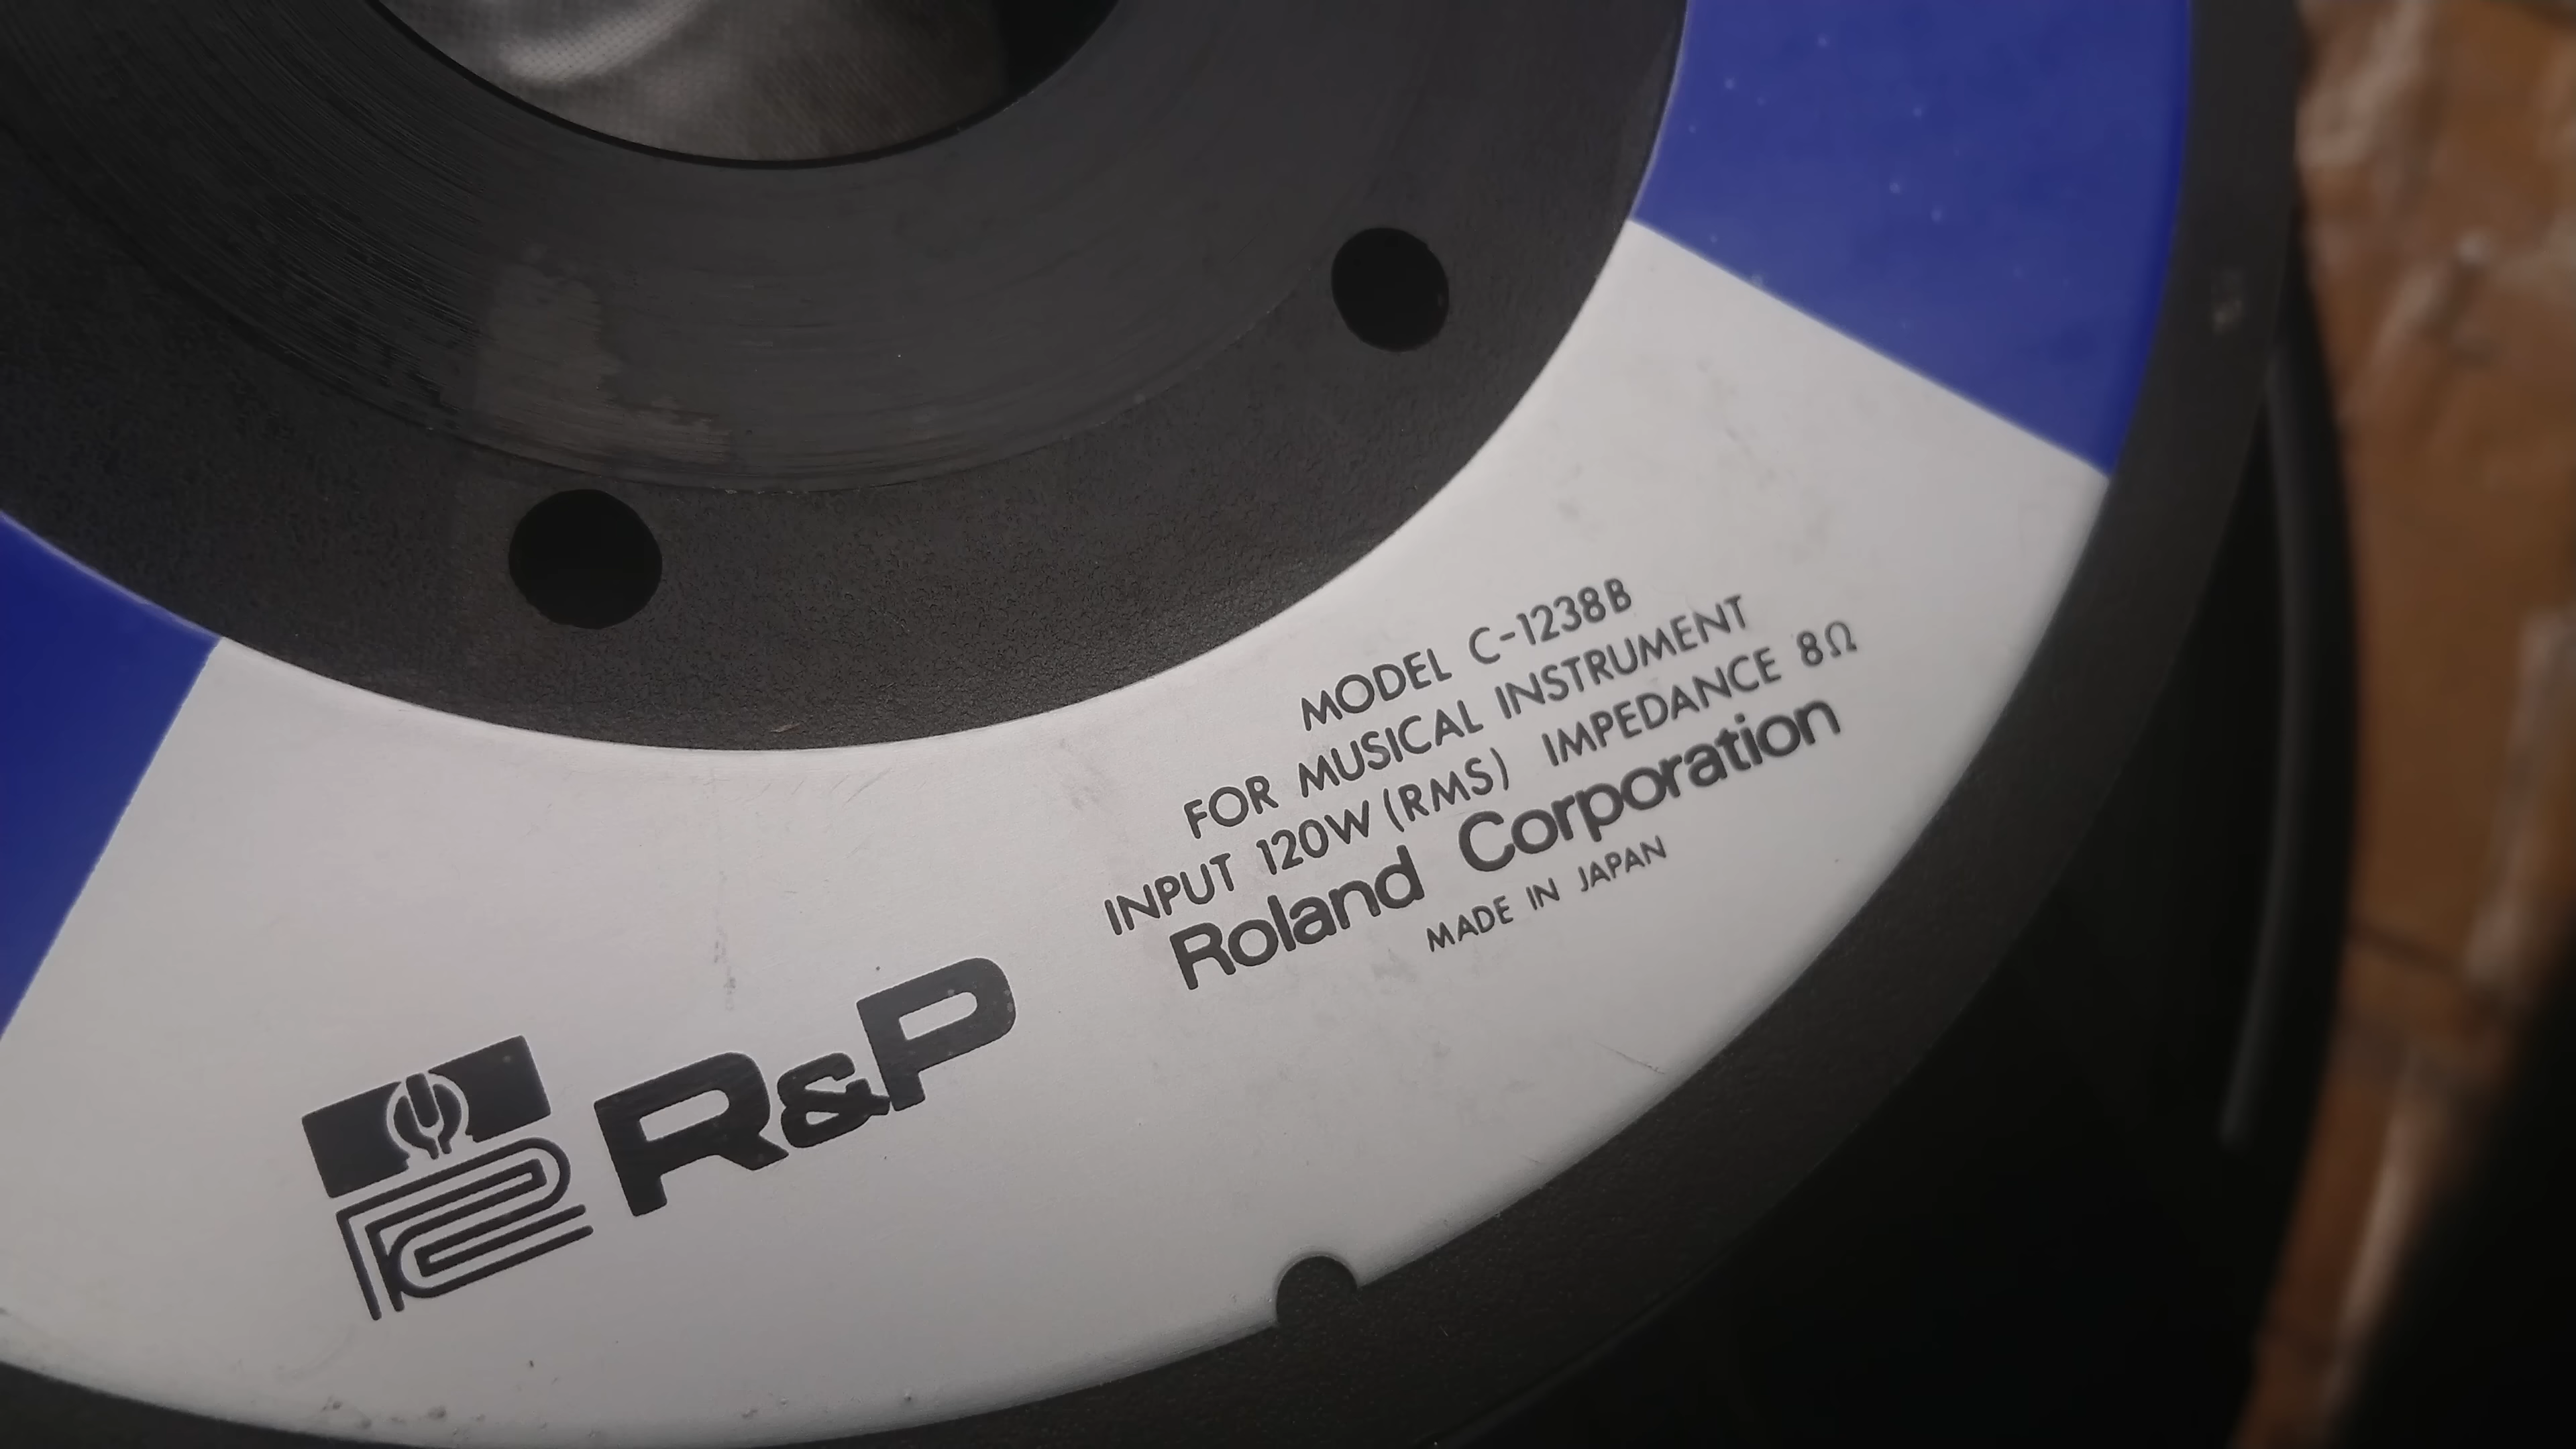 MODEL C-1238B
FOR MUSICAL INSTRUMENT
INPUT 120W (RMS) IMPEDANCE 8Ω
Roland Corporation
MADE IN JAPAN
R&P